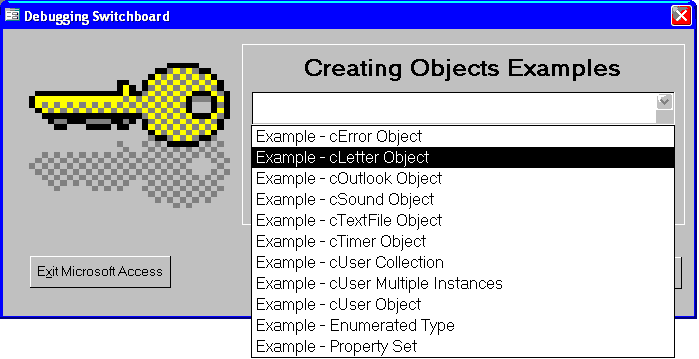 Debugging Switchboard
Creating Objects Examples
Example - cError Object
Example - cLetter Object
Example - cOutlook Object
Example - cSound Object
Example - cTextFile Object
Example - cTimer Object
Example - cUser Collection
Example - cUser Multiple Instances
Example - cUser Object
Example - Enumerated Type
Example - Property Set
Exit Microsoft Access